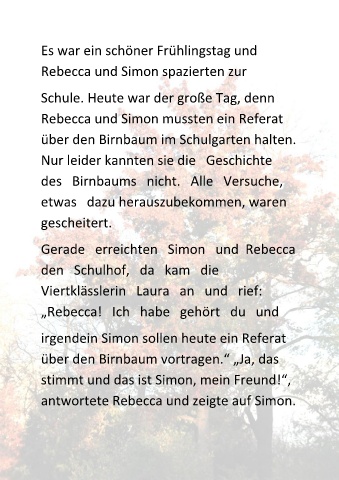 Es war ein schöner Frühlingstag und
Rebecca und Simon spazierten zur
Schule. Heute war der große Tag, denn
Rebecca und Simon mussten ein Referat
über den Birnbaum im Schulgarten halten.
Nur leider kannten sie die Geschichte
des Birnbaums nicht. Alle Versuche,
etwas dazu herauszubekommen, waren
gescheitert.
Gerade erreichten Simon und Rebecca
den Schulhof, da kam die
Viertklässlerin Laura an und rief:
„Rebecca! Ich habe gehört du und
irgendein Simon sollen heute ein Referat
über den Birnbaum vortragen.“ „Ja, das
stimmt und das ist Simon, mein Freund!“,
antwortete Rebecca und zeigte auf Simon.